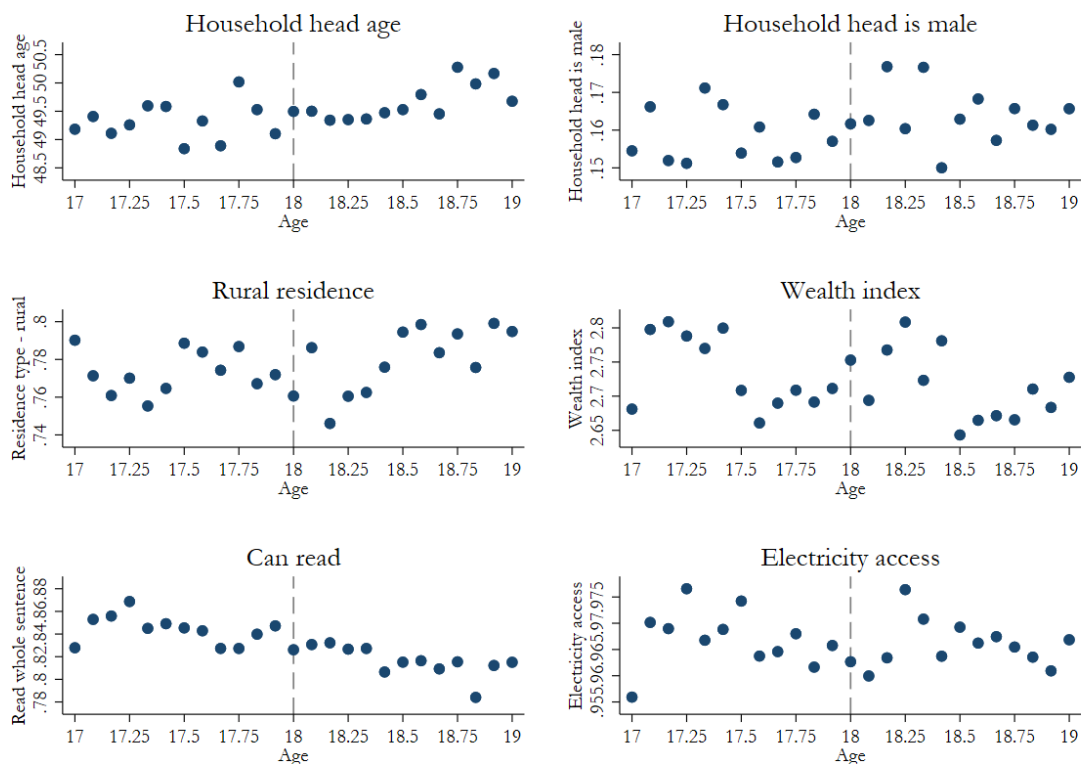 Household head age
Household head age
48.5 49 49.5 50 50.5
17 17.25 17.5 17.75 18 18.25 18.5 18.75 19
Age
Household head is male
Household head is male
.15 .16 .17 .18
17 17.25 17.5 17.75 18 18.25 18.5 18.75 19
Age
Rural residence
Residence type - rural
.74 .76 .78 .8
17 17.25 17.5 17.75 18 18.25 18.5 18.75 19
Age
Wealth index
Wealth index
2.65 2.7 2.75 2.8
17 17.25 17.5 17.75 18 18.25 18.5 18.75 19
Age
Can read
Read whole sentence
.78 .8 .82 .84 .86 .88
17 17.25 17.5 17.75 18 18.25 18.5 18.75 19
Age
Electricity access
Electricity access
.955 .96 .965 .97 .975
17 17.25 17.5 17.75 18 18.25 18.5 18.75 19
Age